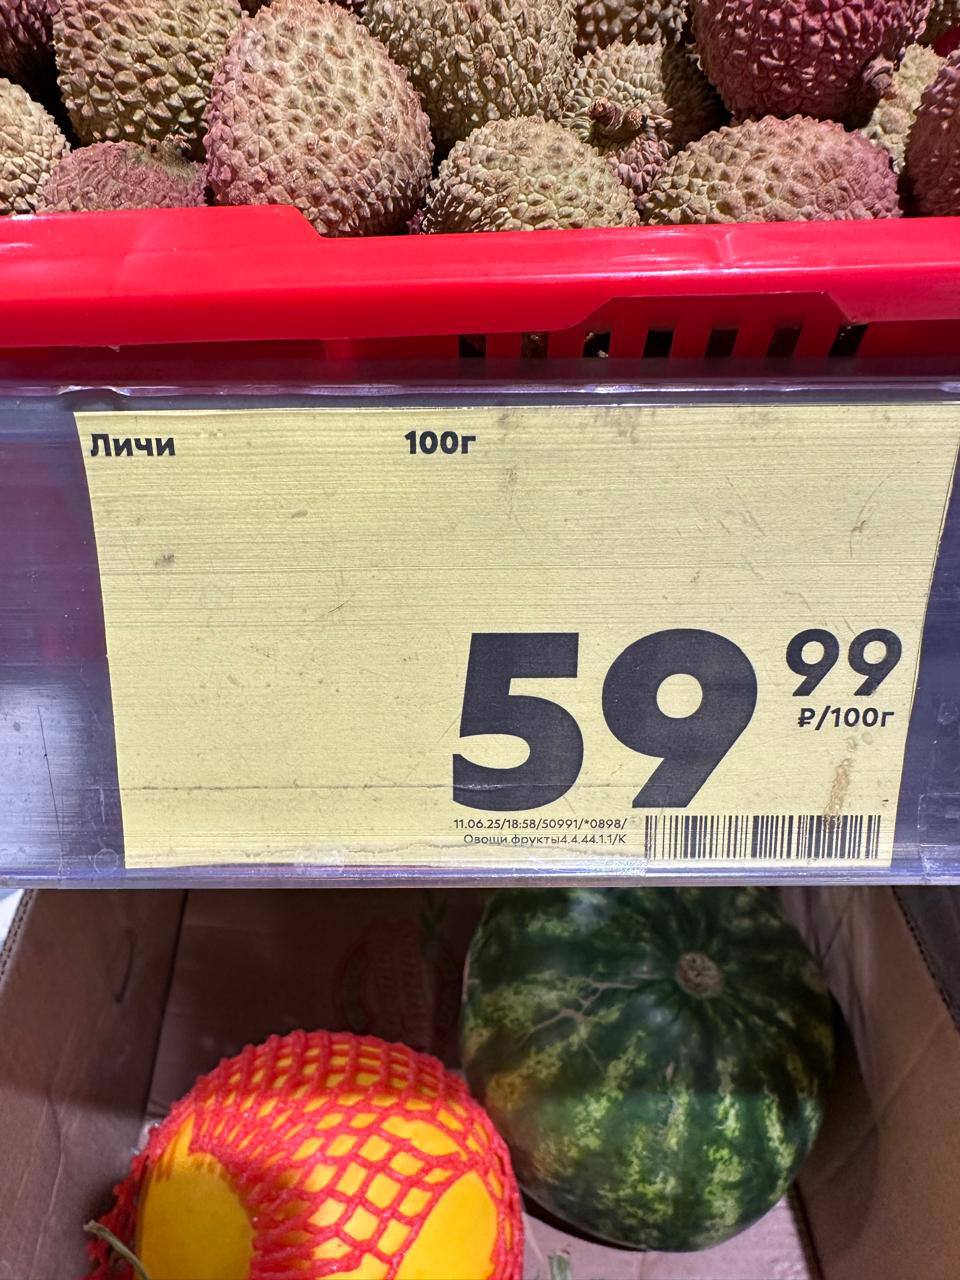 Личи 100г
59 99
₽/100г
11.06.25/18:58/50991/*0898/
Овощи.фрукты4.4.44.1.1/К